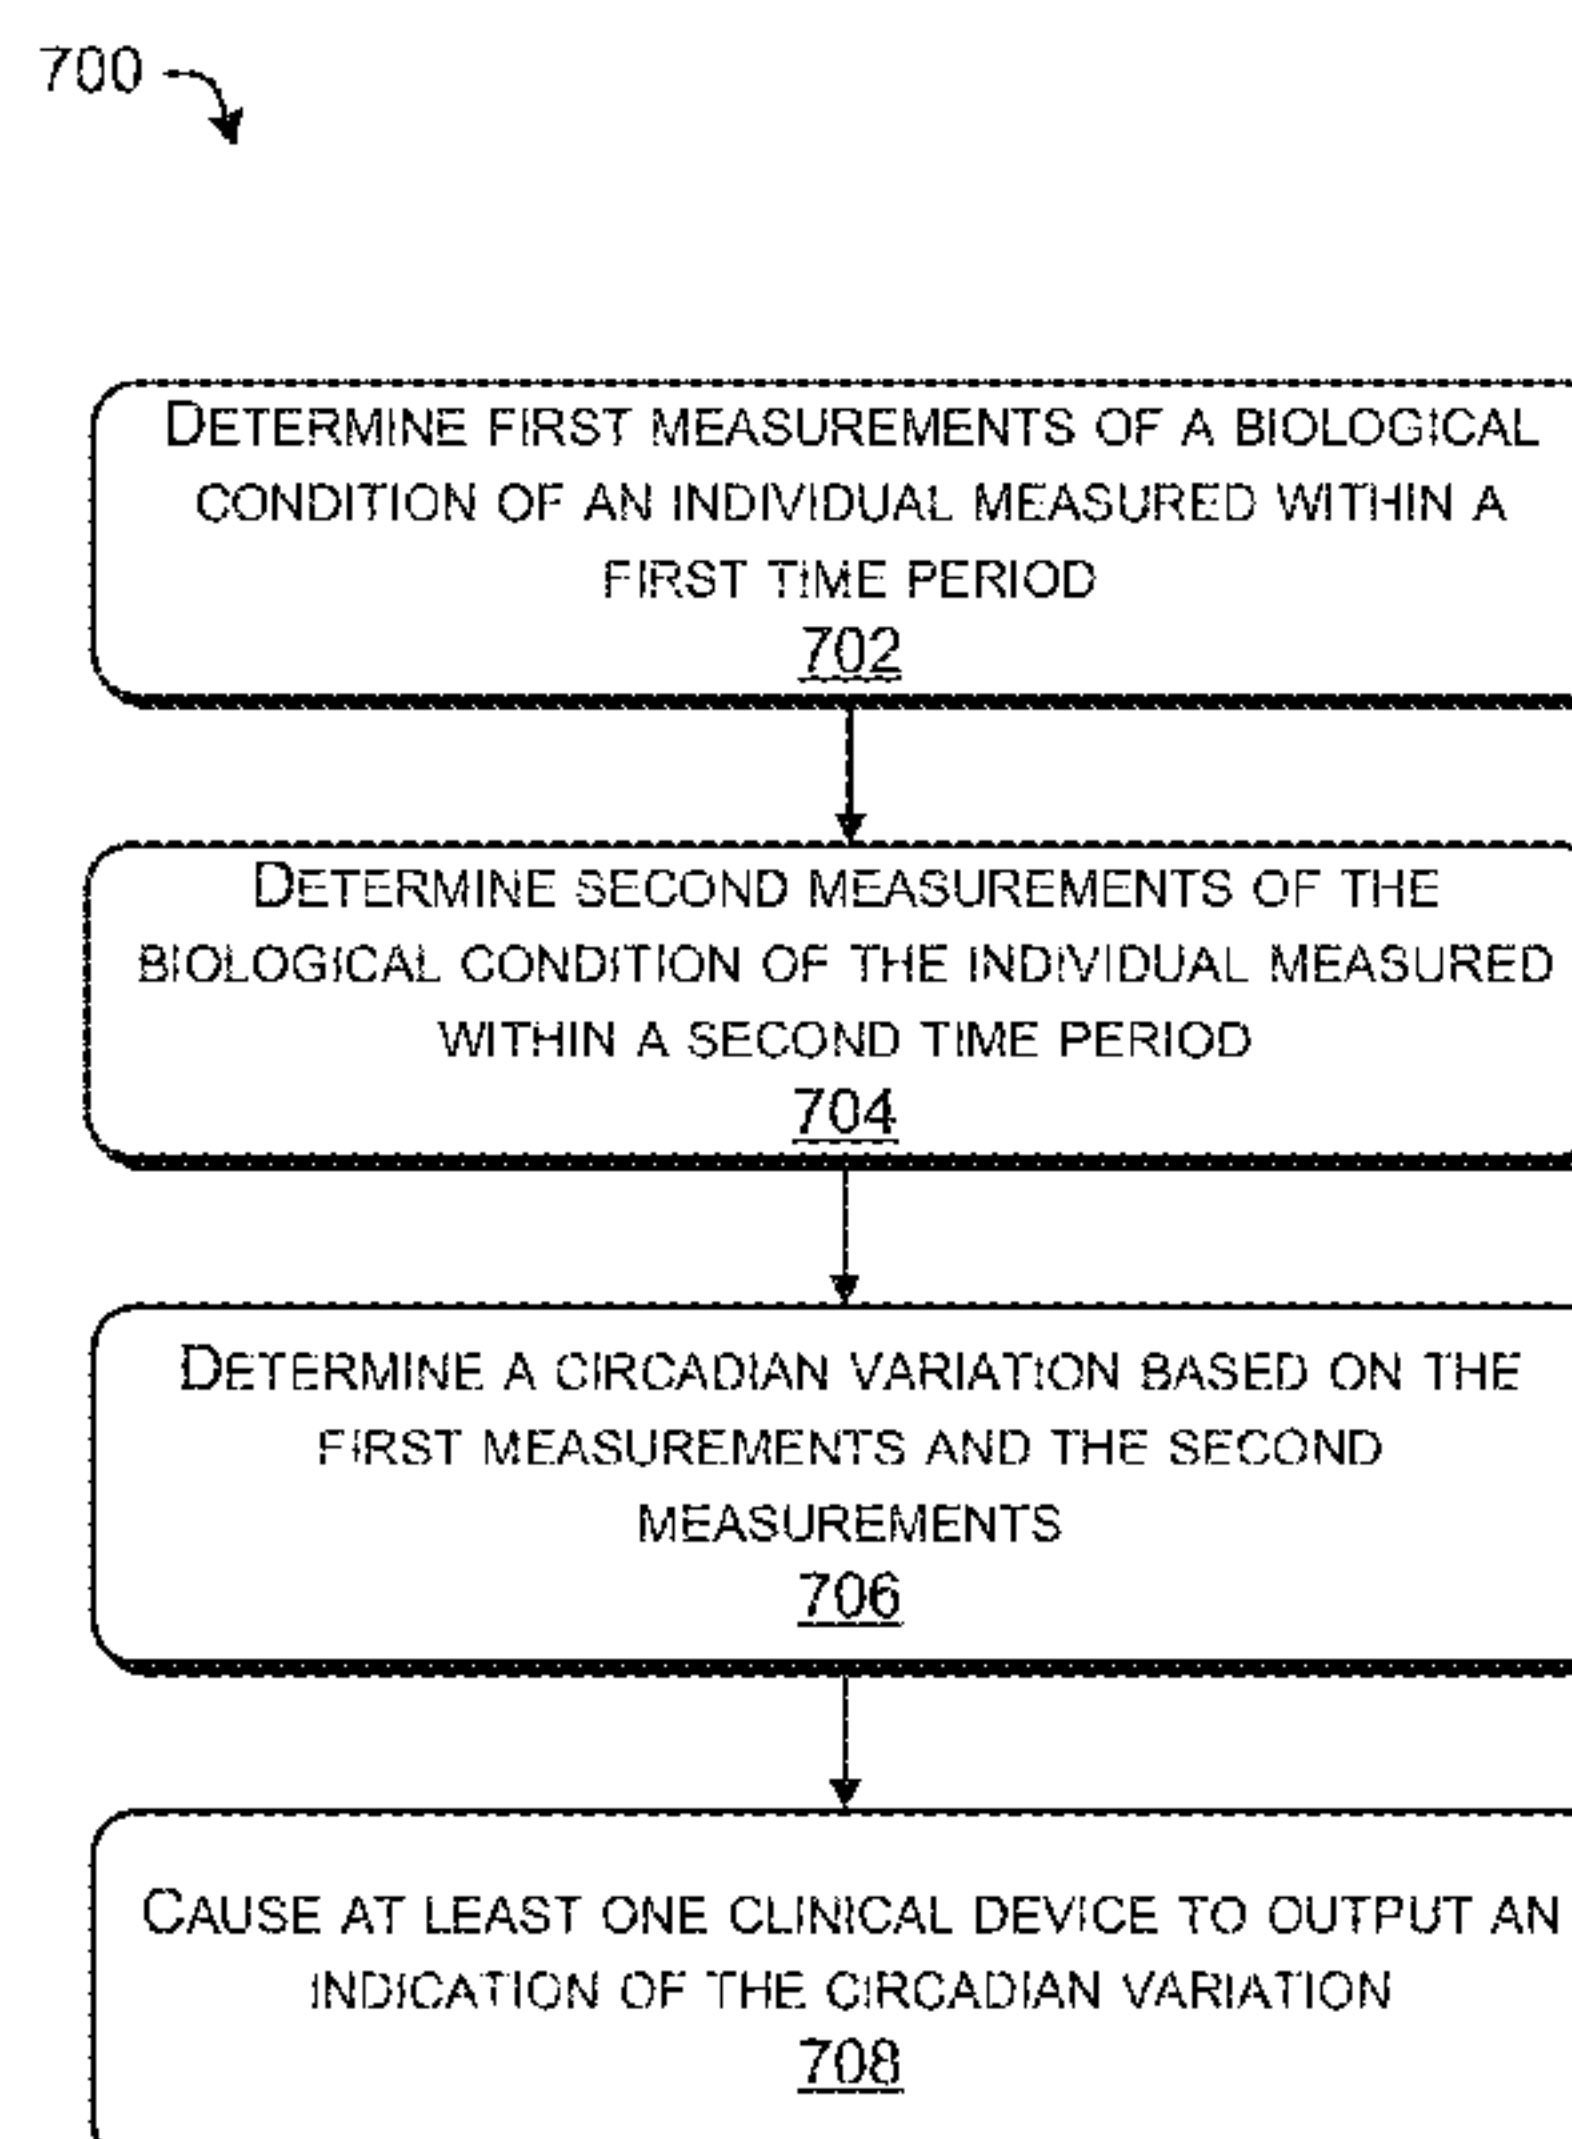 700
DETERMINE FIRST MEASUREMENTS OF A BIOLOGICAL
CONDITION OF AN INDIVIDUAL MEASURED WITHIN A
FIRST TIME PERIOD
702
DETERMINE SECOND MEASUREMENTS OF THE
BIOLOGICAL CONDITION OF THE INDIVIDUAL MEASURED
WITHIN A SECOND TIME PERIOD
704
DETERMINE A CIRCADIAN VARIATION BASED ON THE
FIRST MEASUREMENTS AND THE SECOND
MEASUREMENTS
706
CAUSE AT LEAST ONE CLINICAL DEVICE TO OUTPUT AN
INDICATION OF THE CIRCADIAN VARIATION
708